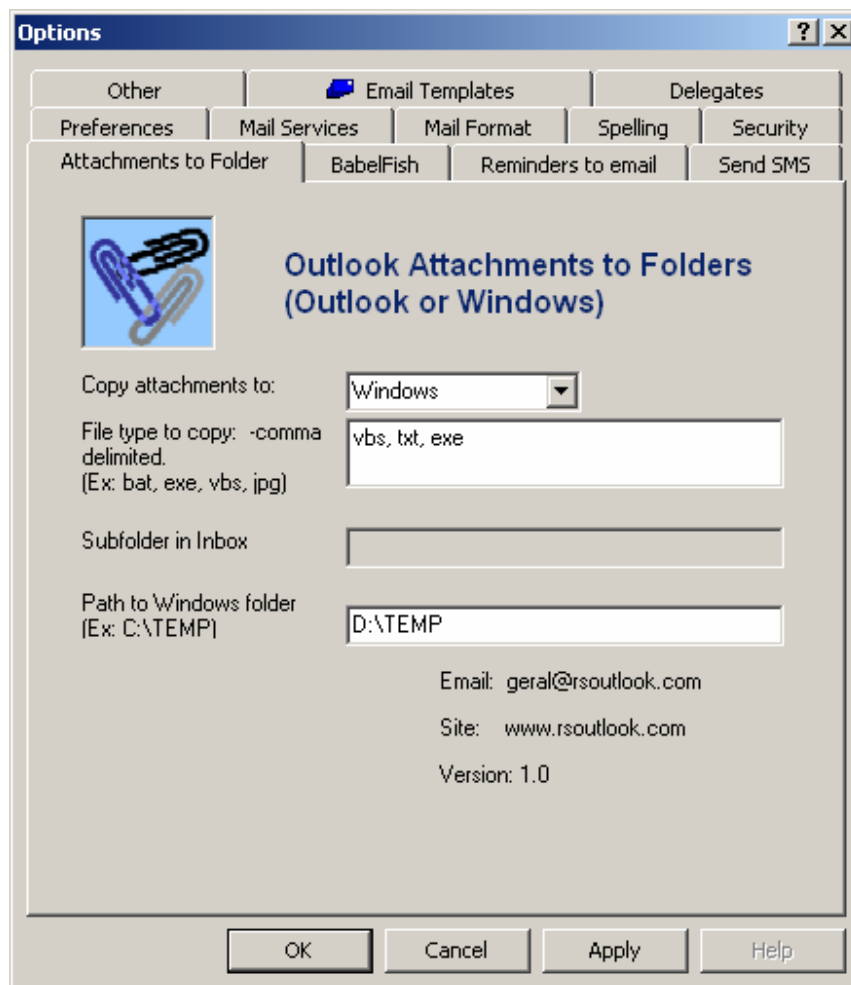 Options
Other Email Templates Delegates
Preferences Mail Services Mail Format Spelling Security
Attachments to Folder BabelFish Reminders to email Send SMS
Outlook Attachments to Folders
(Outlook or Windows)
Copy attachments to: Windows
File type to copy: -comma
delimited.
(Ex: bat, exe, vbs, jpg)
vbs, txt, exe
Subfolder in Inbox
Path to Windows folder
(Ex: C:\TEMP)
D:\TEMP
Email: geral@rsoutlook.com
Site: www.rsoutlook.com
Version: 1.0
OK Cancel Apply Help